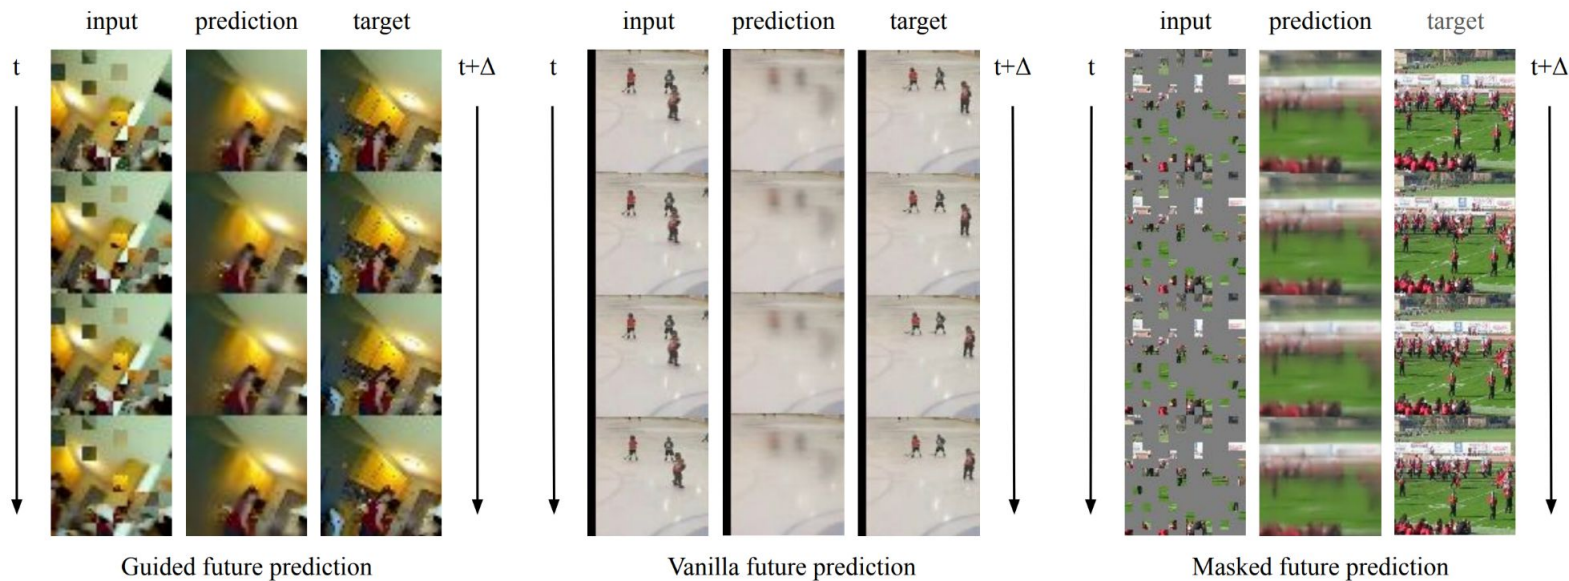 input prediction target
t t+Δ
Guided future prediction
input prediction target
t t+Δ
Vanilla future prediction
input prediction target
t t+Δ
Masked future prediction